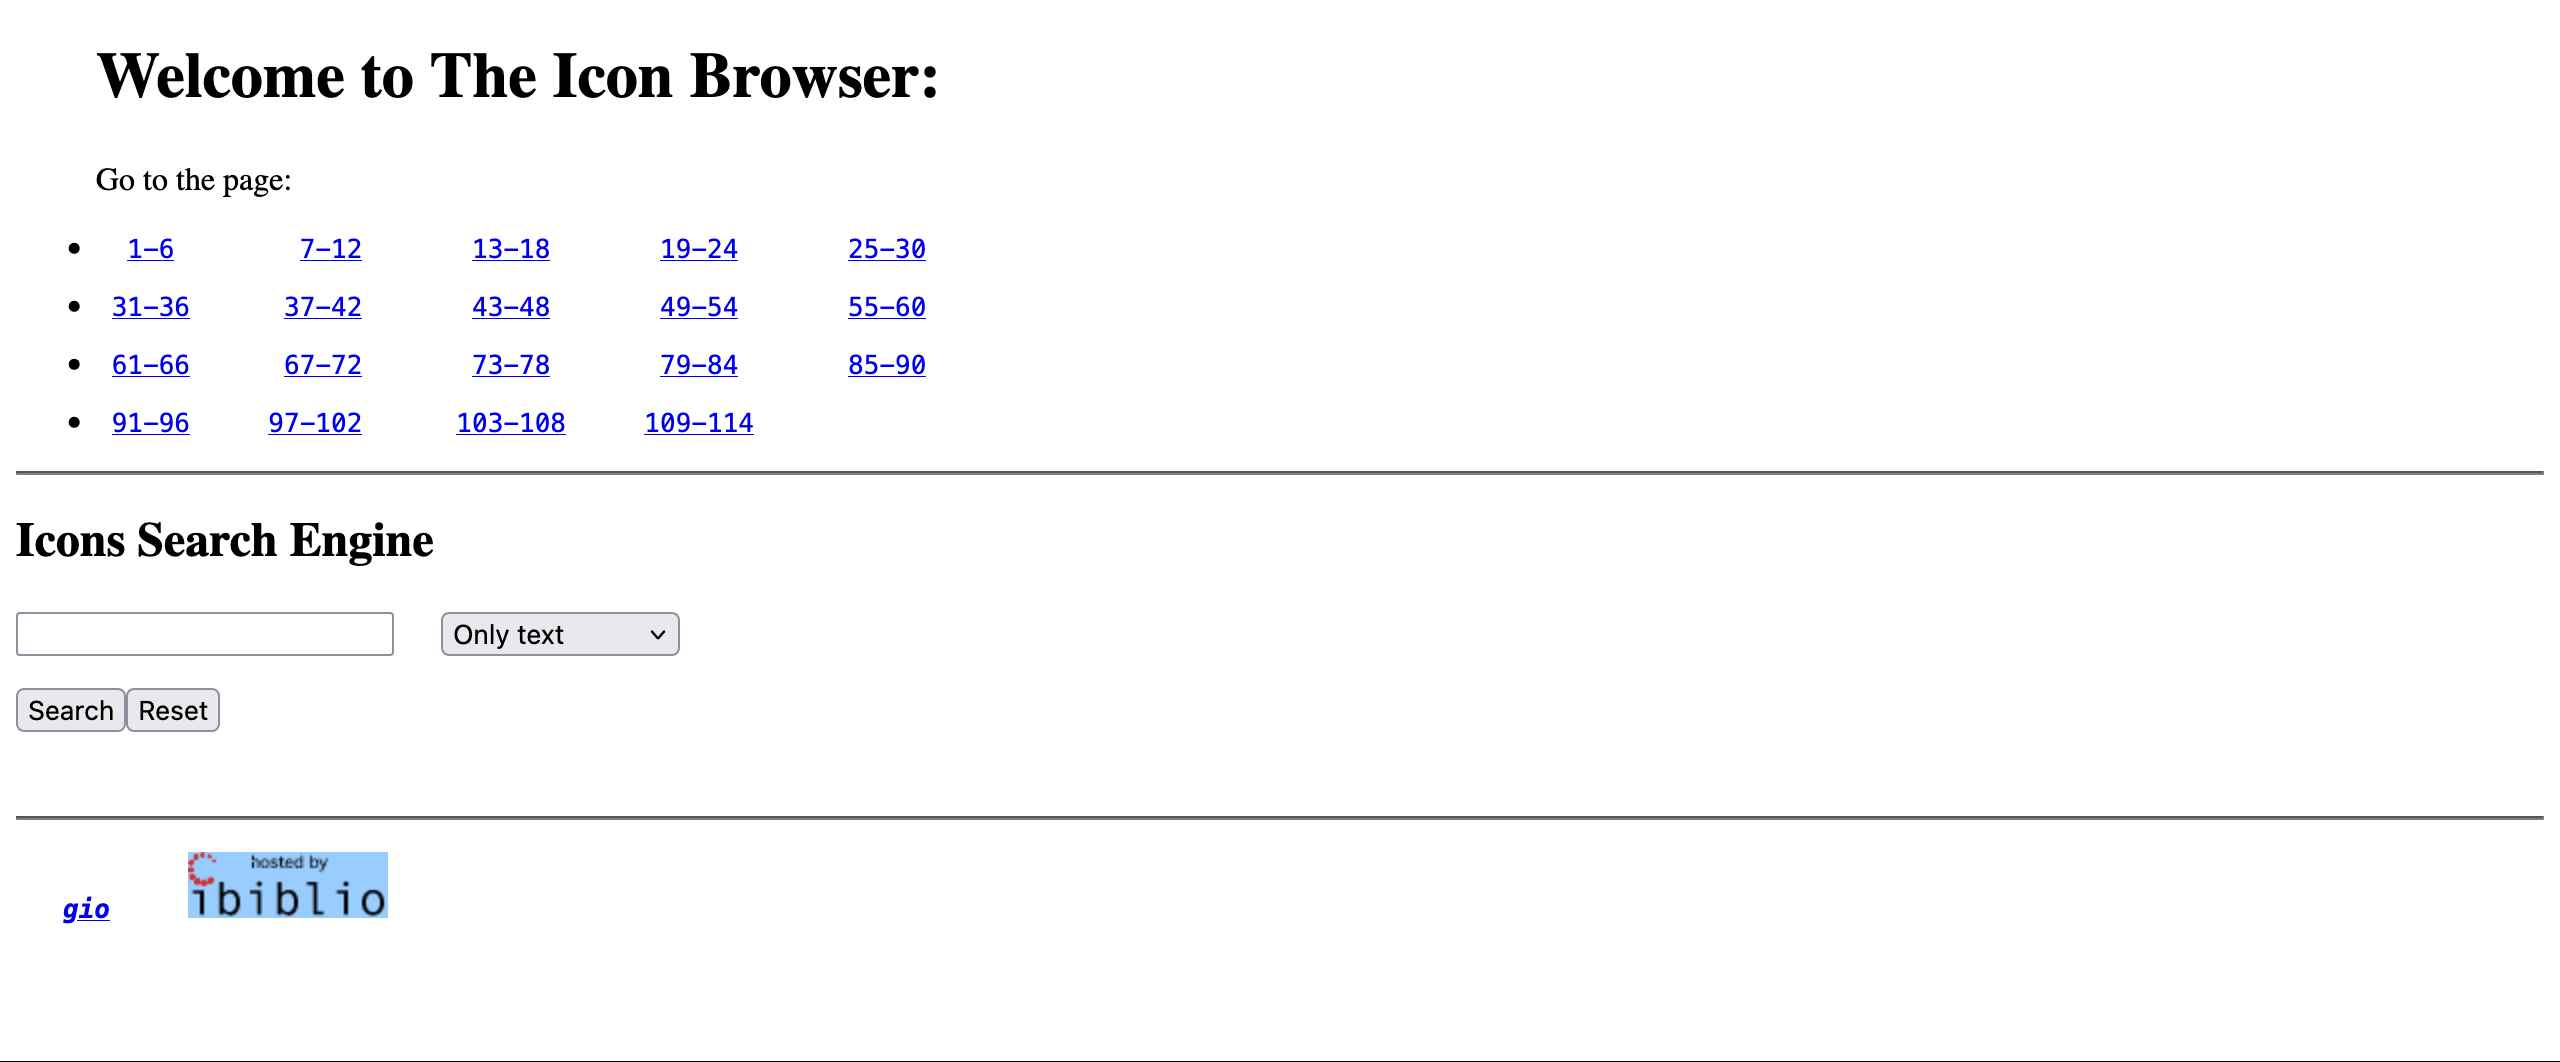 Welcome to The Icon Browser:
Go to the page:
1-6 7-12 13-18 19-24 25-30
31-36 37-42 43-48 49-54 55-60
61-66 67-72 73-78 79-84 85-90
91-96 97-102 103-108 109-114
Icons Search Engine
Only text
Search Reset
hosted by
gio ibiblio